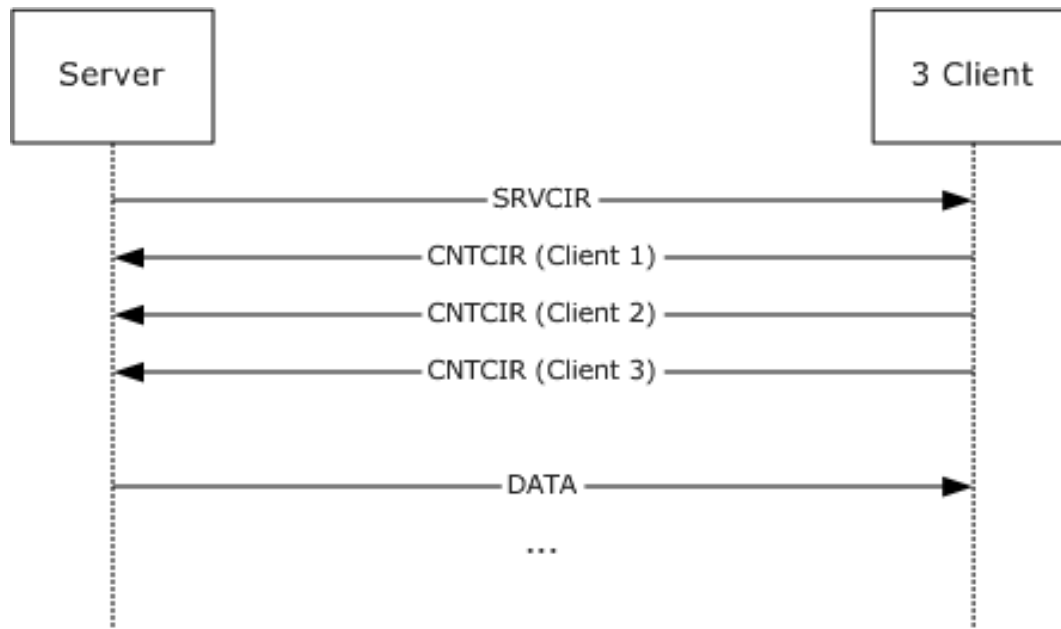 Server
3 Client
SRVCIR
CNTCIR (Client 1)
CNTCIR (Client 2)
CNTCIR (Client 3)
DATA
...